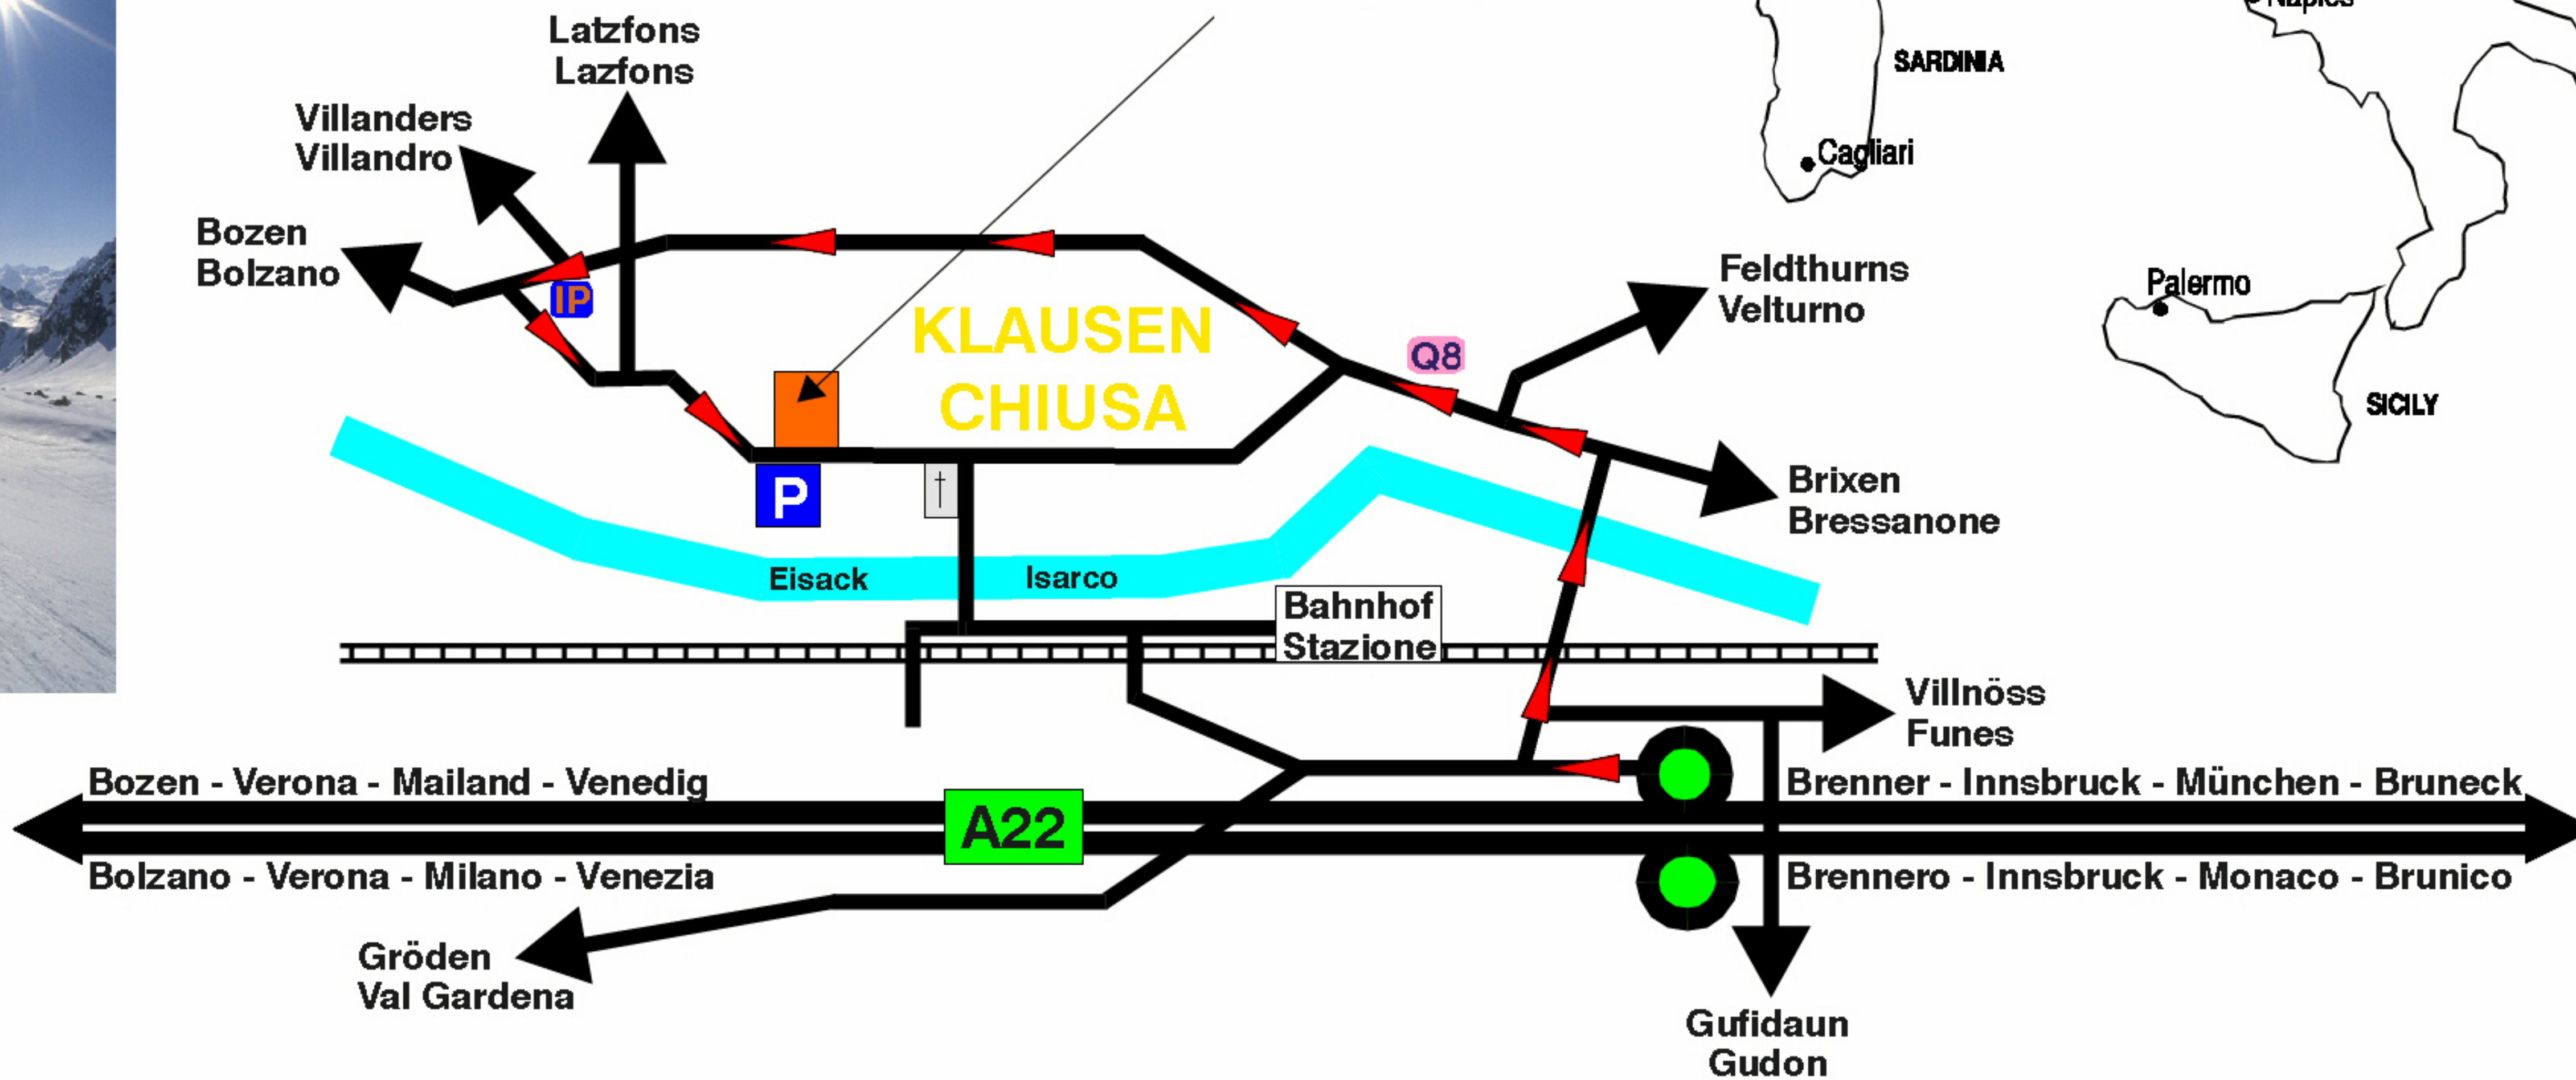 Naples
Latzfons
Lazfons
SARDINIA
Villanders
Villandro
Cagliari
Bozen
Bolzano
IP
Feldthurns
Velturno
Palermo
KLAUSEN
CHIUSA
Q8
SICILY
P
†
Brixen
Bressanone
Eisack
Isarco
Bahnhof
Stazione
Villnöss
Funes
Bozen - Verona - Mailand - Venedig
Brenner - Innsbruck - München - Bruneck
A22
Bolzano - Verona - Milano - Venezia
Brennero - Innsbruck - Monaco - Brunico
Gröden
Val Gardena
Gufidaun
Gudon